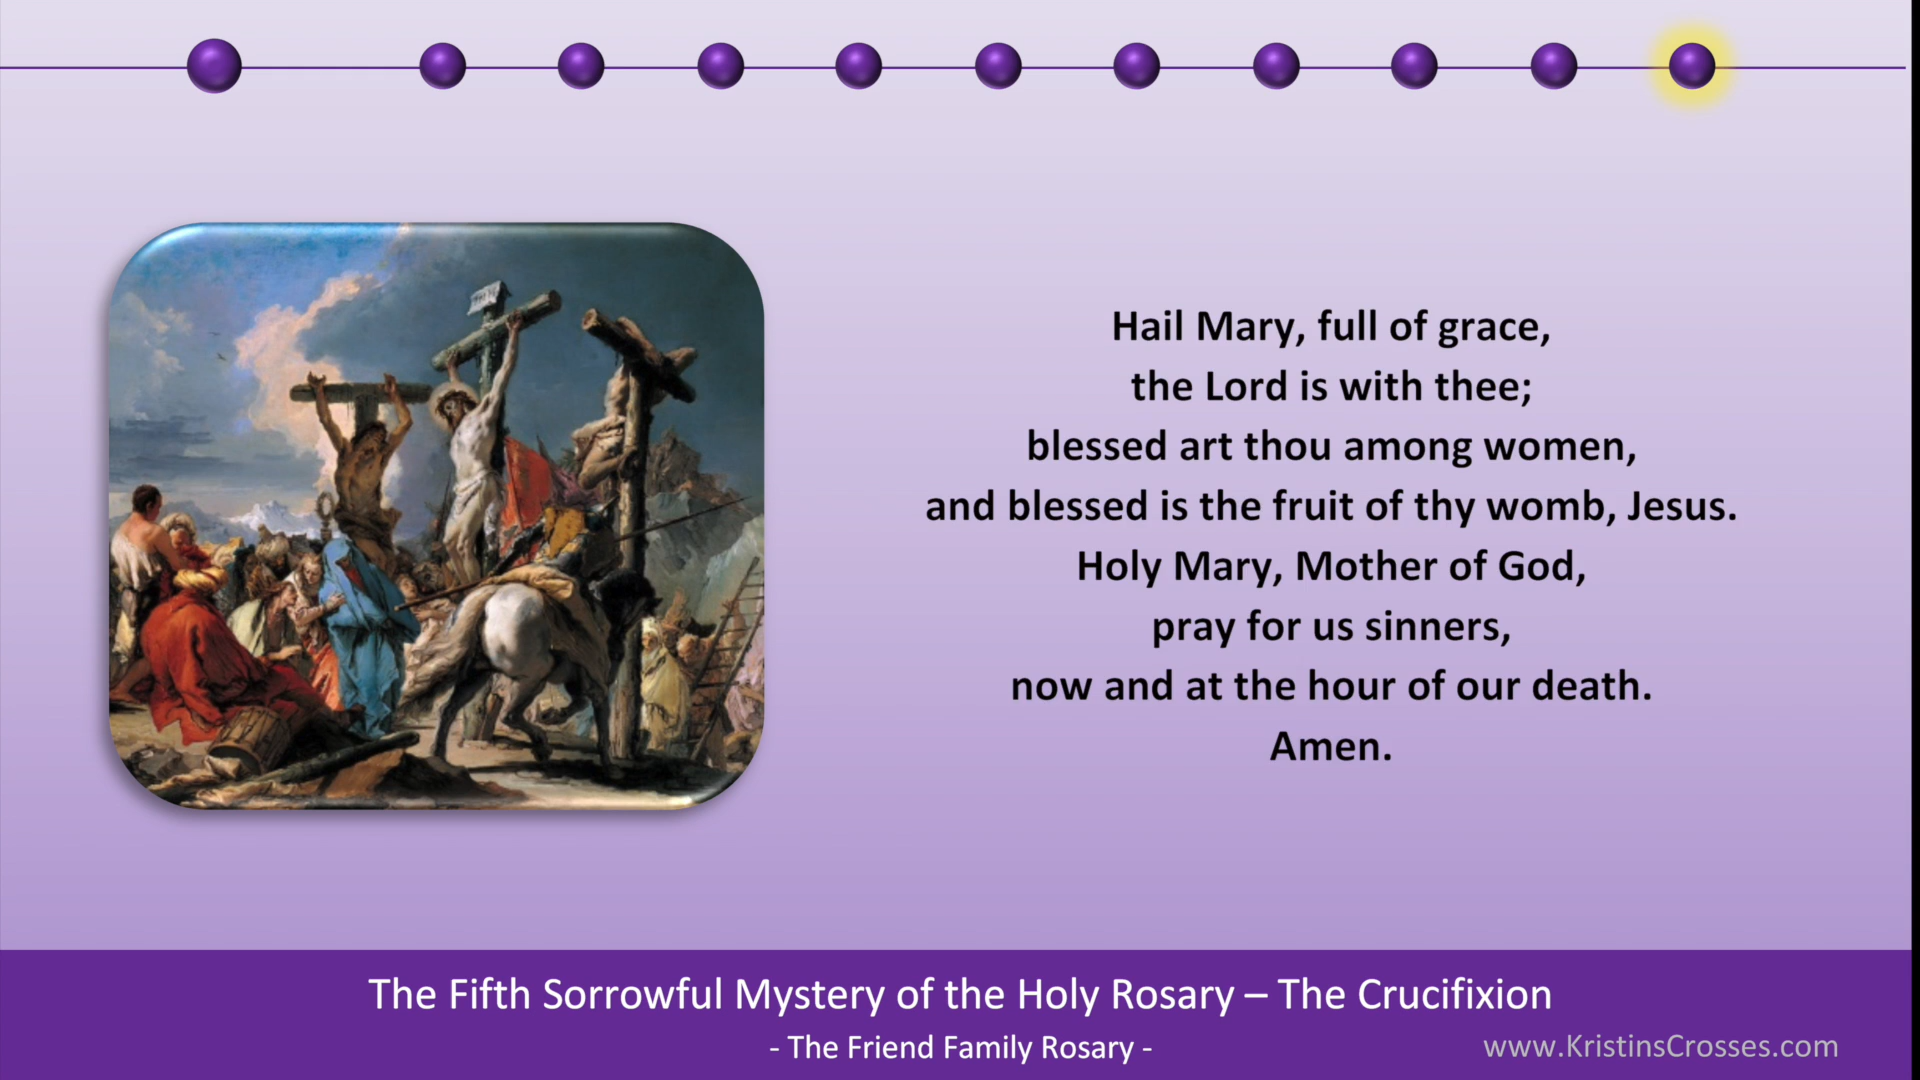 Hail Mary, full of grace,
the Lord is with thee;
blessed art thou among women,
and blessed is the fruit of thy womb, Jesus.
Holy Mary, Mother of God,
pray for us sinners,
now and at the hour of our death.
Amen.
The Fifth Sorrowful Mystery of the Holy Rosary – The Crucifixion
- The Friend Family Rosary -
www.KristinsCrosses.com